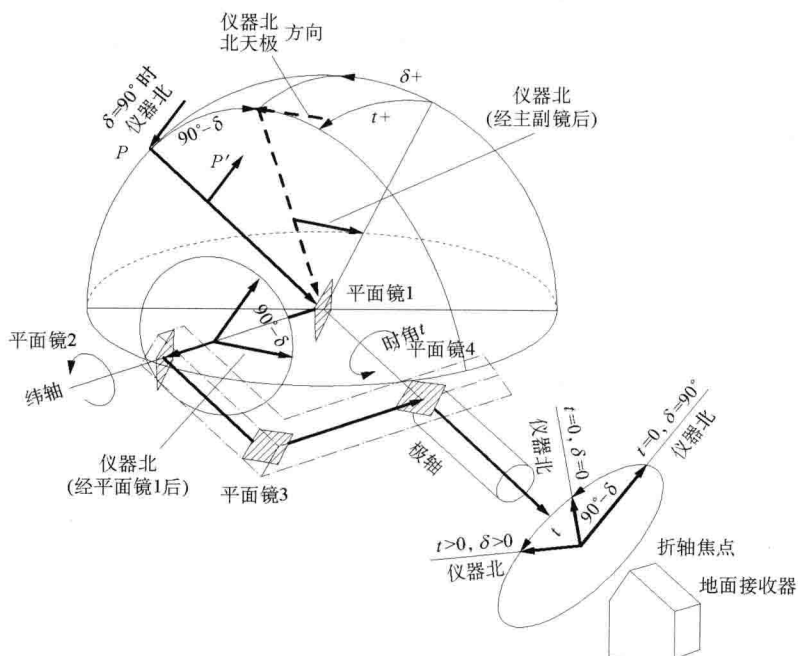 仪器北
北天极 方向
δ+
δ=90°时
仪器北
仪器北
(经主副镜后)
t+
90°−δ
P
P′
平面镜1
90°−δ
时角t
平面镜4
平面镜2
纬轴
仪器北
(经平面镜1后)
平面镜3
极轴
仪器北
t=0, δ=0
t=0, δ=90°
仪器北
90°−δ
t
t>0, δ>0
仪器北
折轴焦点
地面接收器